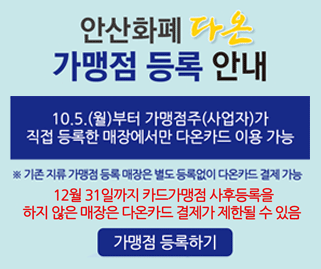 안산화폐 다온
가맹점 등록 안내
10.5.(월)부터 가맹점주(사업자)가
직접 등록한 매장에서만 다온카드 이용 가능
※ 기존 지류 가맹점 등록 매장은 별도 등록없이 다온카드 결제 가능
12월 31일까지 카드가맹점 사후등록을
하지 않은 매장은 다온카드 결제가 제한될 수 있음
가맹점 등록하기